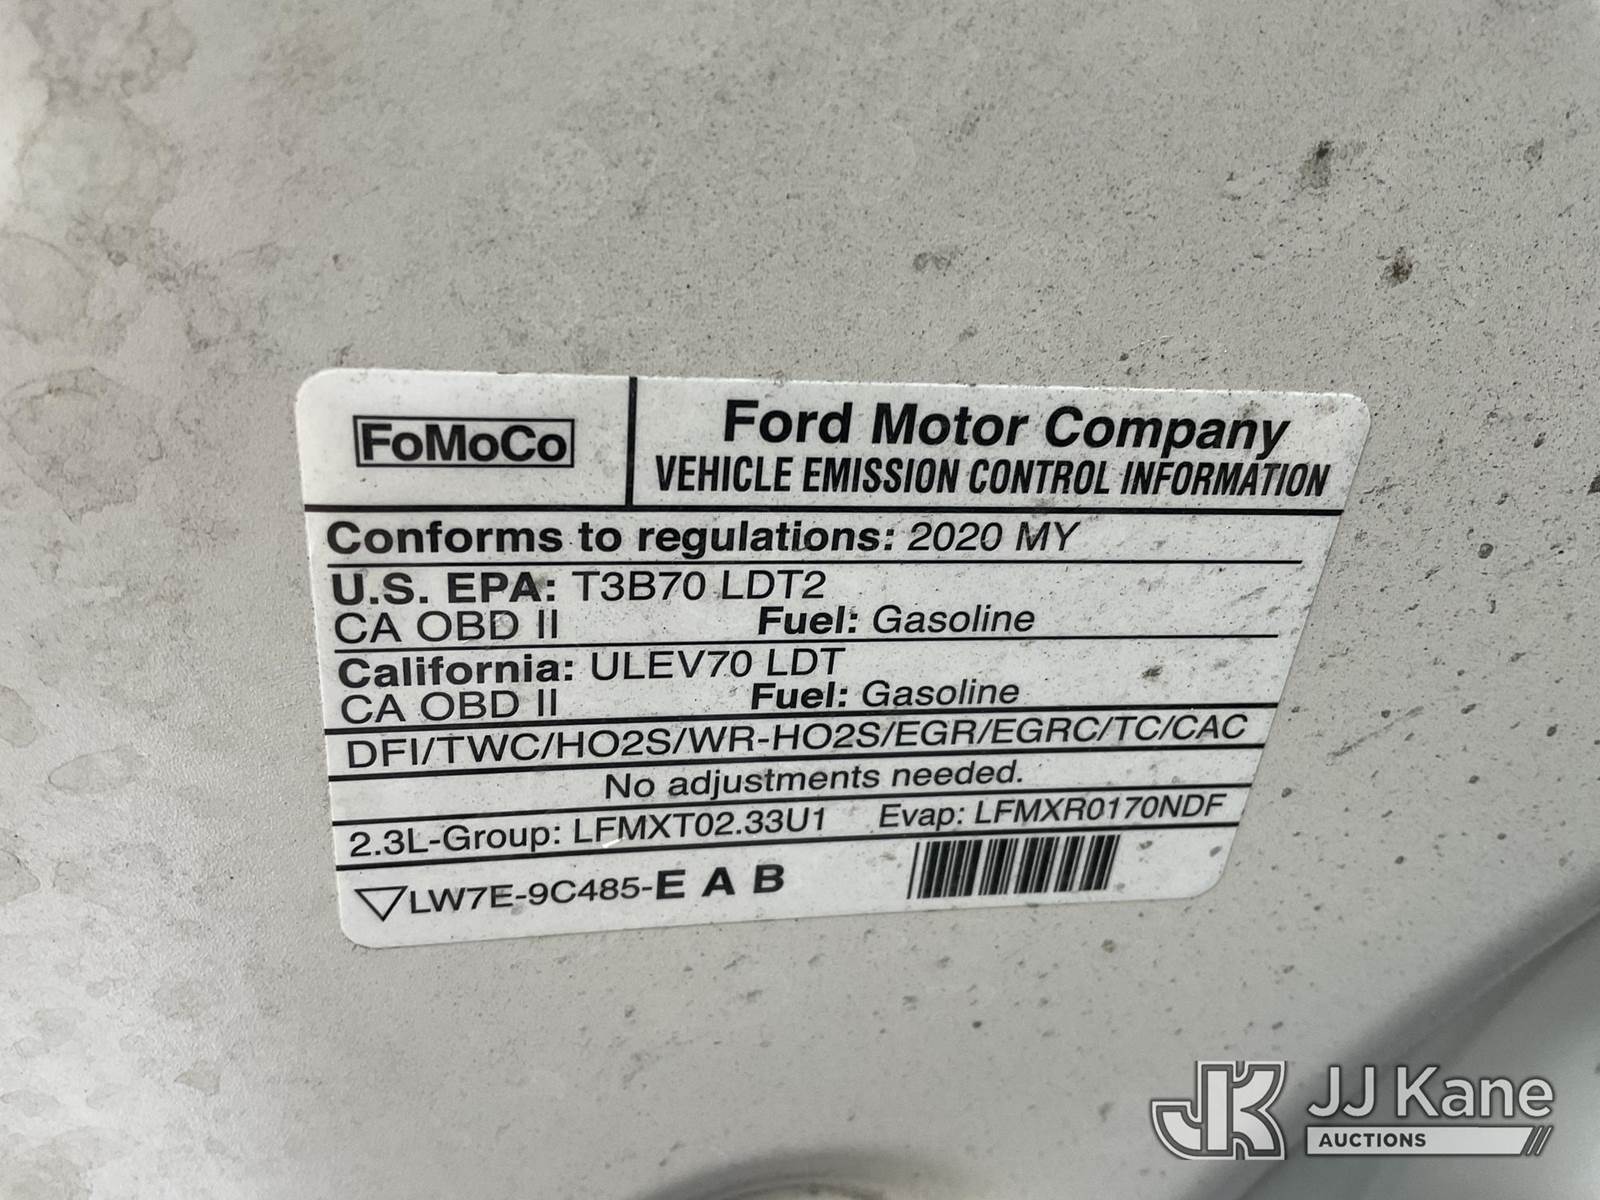 FoMoCo
Ford Motor Company
VEHICLE EMISSION CONTROL INFORMATION
Conforms to regulations: 2020 MY
U.S. EPA: T3B70 LDT2
CA OBD II Fuel: Gasoline
California: ULEV70 LDT
CA OBD II Fuel: Gasoline
DFI/TWC/HO2S/WR-HO2S/EGR/EGRC/TC/CAC
No adjustments needed.
2.3L-Group: LFMXT02.33U1 Evap: LFMXR0170NDF
LW7E-9C485-E A B
JK JJ Kane
AUCTIONS